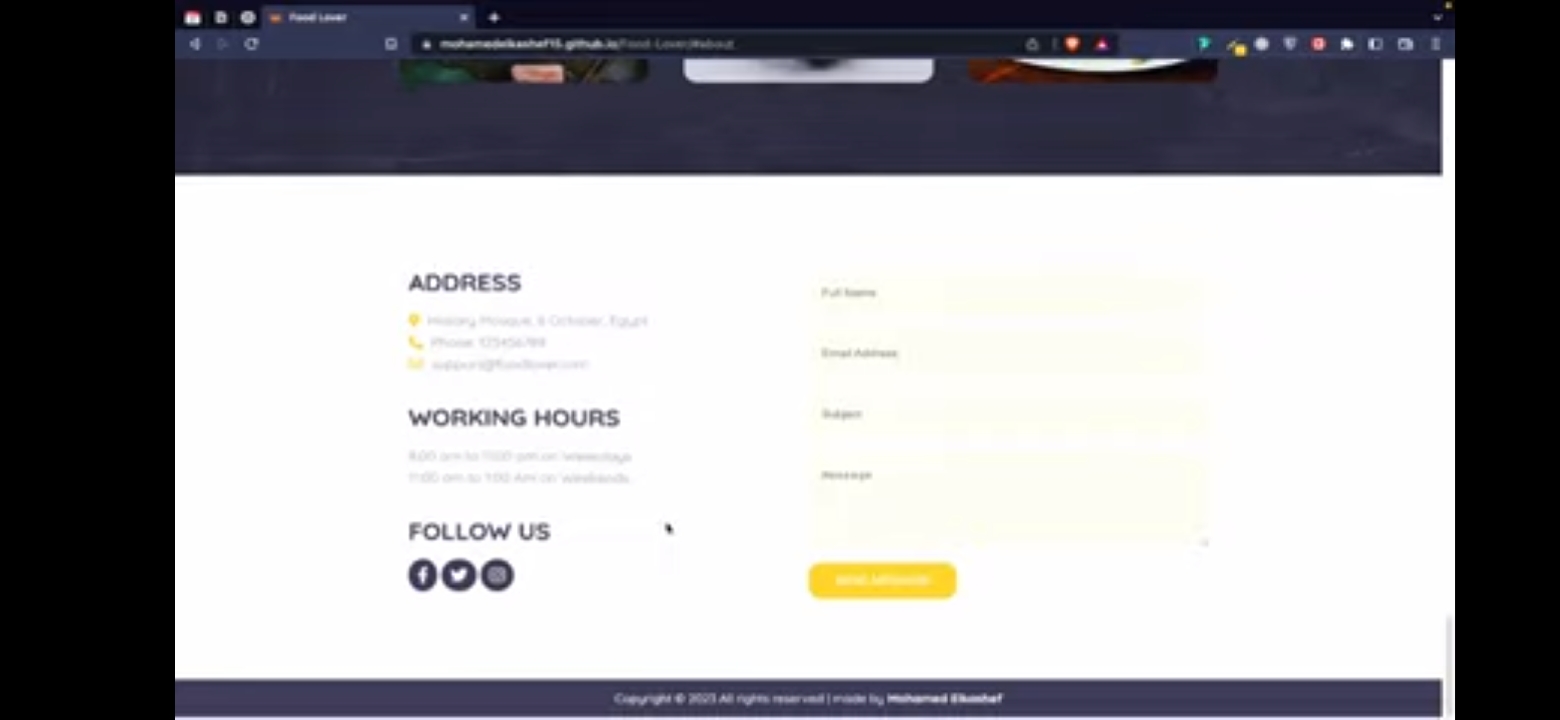 Food Lover
mohamedelkashef15.github.io/Food-Lover/#about
ADDRESS
Mosque, 6 October, Egypt
Phone: 123456789
support@foodlover.com
WORKING HOURS
8:00 am to 11:00 pm on Weekdays
11:00 am to 1:00 Am on Weekends
FOLLOW US
Full Name
Email Address
Subject
Message
SEND MESSAGE
Copyright © 2023 All rights reserved | made by Mohamed Elkashef